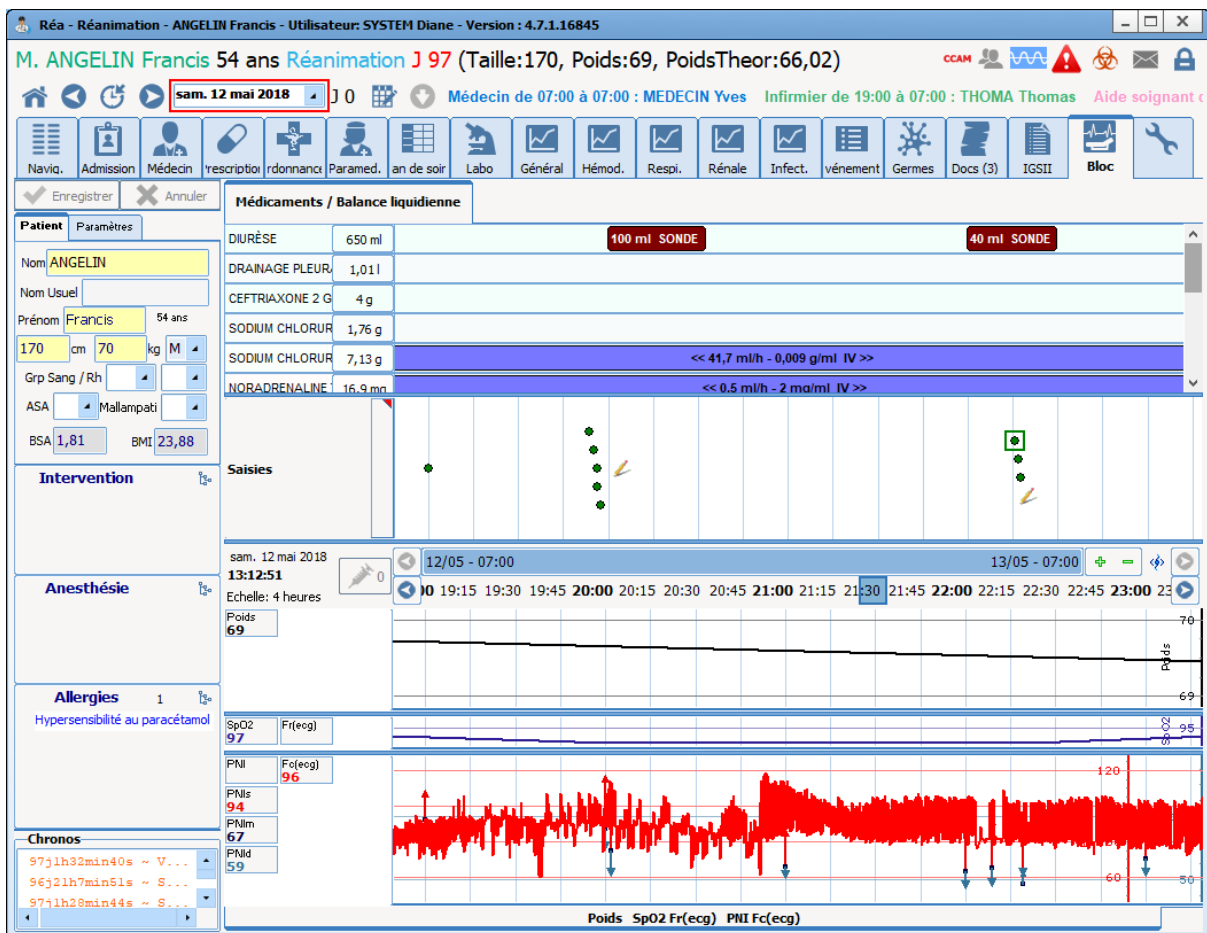 Réa - Réanimation - ANGELIN Francis - Utilisateur: SYSTEM Diane - Version : 4.7.1.16845
M. ANGELIN Francis 54 ans Réanimation J 97 (Taille:170, Poids:69, PoidsTheor:66,02) CCAM
sam. 12 mai 2018 J 0 Médecin de 07:00 à 07:00 : MEDECIN Yves Infirmier de 19:00 à 07:00 : THOMA Thomas Aide soignant
Navig. Admission Médecin rescriptior rdonnance Paramed. an de soir Labo Général Hémod. Respi. Rénale Infect. vénement Germes Docs (3) IGSII Bloc
Enregistrer Annuler
Médicaments / Balance liquidienne
Patient Paramètres
Nom ANGELIN
Nom Usuel
Prénom Francis 54 ans
170 cm 70 kg M
Grp Sang / Rh
ASA Mallampati
BSA 1,81 BMI 23,88
Intervention
Anesthésie
Allergies 1
Hypersensibilité au paracétamol
Chronos
97j1h32min40s ~ V...
96j21h7min51s ~ S...
97j1h28min44s ~ S...
DIURÈSE 650 ml 100 ml SONDE 40 ml SONDE
DRAINAGE PLEUR 1,01 l
CEFTRIAXONE 2 G 4 g
SODIUM CHLORUR 1,76 g
SODIUM CHLORUR 7,13 g << 41,7 ml/h - 0,009 g/ml IV >>
NORADRENALINE 16,9 mg << 0,5 ml/h - 2 mg/ml IV >>
Saisies
sam. 12 mai 2018
13:12:51
Echelle: 4 heures
0
12/05 - 07:00 13/05 - 07:00
19:15 19:30 19:45 20:00 20:15 20:30 20:45 21:00 21:15 21:30 21:45 22:00 22:15 22:30 22:45 23:00
Poids
69
70
Poids
69
SpO2 Fr(ecg)
97
SpO2
95
PNI Fc(ecg)
96
PNIs
94
PNIm
67
PNId
59
120
60
50
Poids SpO2 Fr(ecg) PNI Fc(ecg)